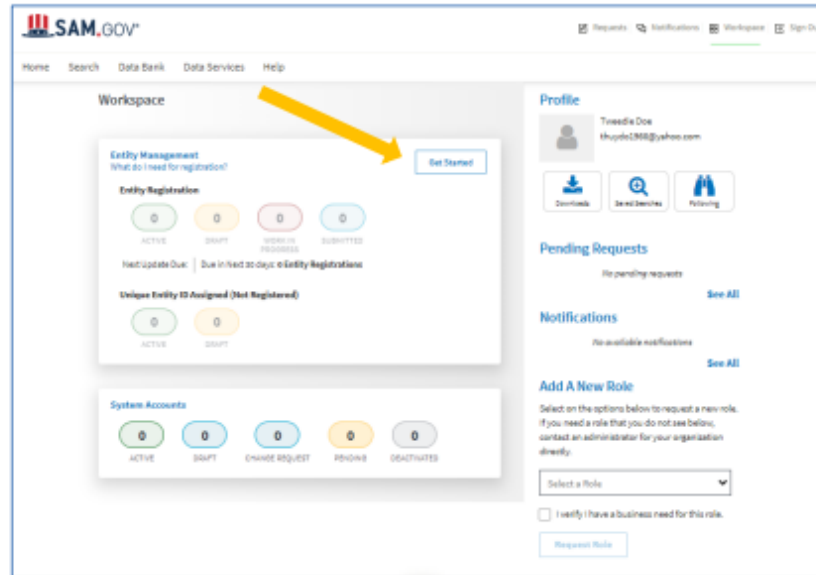 SAM.GOV®
Requests Notifications Workspace Sign Ou
Home Search Data Bank Data Services Help
Workspace
Entity Management
What do I need for registration?
Get Started
Entity Registration
0 0 0 0
ACTIVE DRAFT WORK IN PROGRESS SUBMITTED
Next Update Due: Due in Next 30 days: 0 Entity Registrations
Unique Entity ID Assigned (Not Registered)
0 0
ACTIVE DRAFT
System Accounts
0 0 0 0 0
ACTIVE DRAFT CHANGE REQUEST PENDING DEACTIVATED
Profile
Tweedle Doe
thuydo1968@yahoo.com
Downloads Saved Searches Following
Pending Requests
No pending requests
See All
Notifications
No available notifications
See All
Add A New Role
Select on the options below to request a new role.
If you need a role that you do not see below,
contact an administrator for your organization
directly.
Select a Role
I verify I have a business need for this role.
Request Role